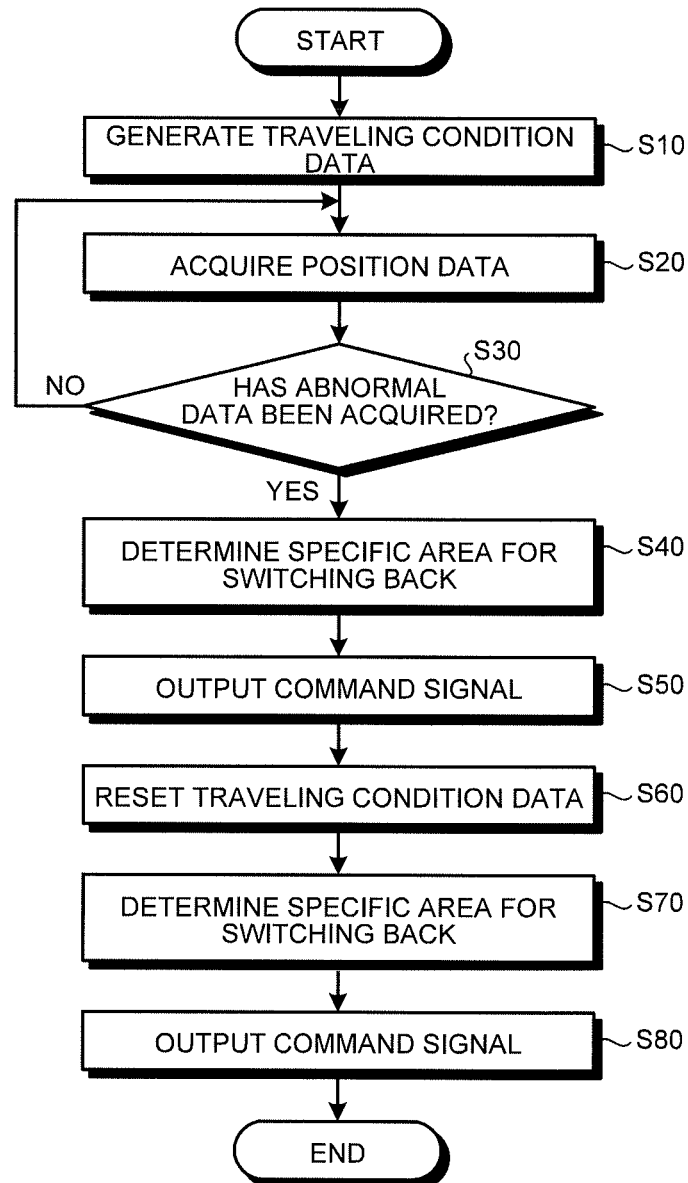 START
GENERATE TRAVELING CONDITION
DATA
S10
ACQUIRE POSITION DATA
S20
S30
NO
HAS ABNORMAL
DATA BEEN ACQUIRED?
YES
DETERMINE SPECIFIC AREA FOR
SWITCHING BACK
S40
OUTPUT COMMAND SIGNAL
S50
RESET TRAVELING CONDITION DATA
S60
DETERMINE SPECIFIC AREA FOR
SWITCHING BACK
S70
OUTPUT COMMAND SIGNAL
S80
END